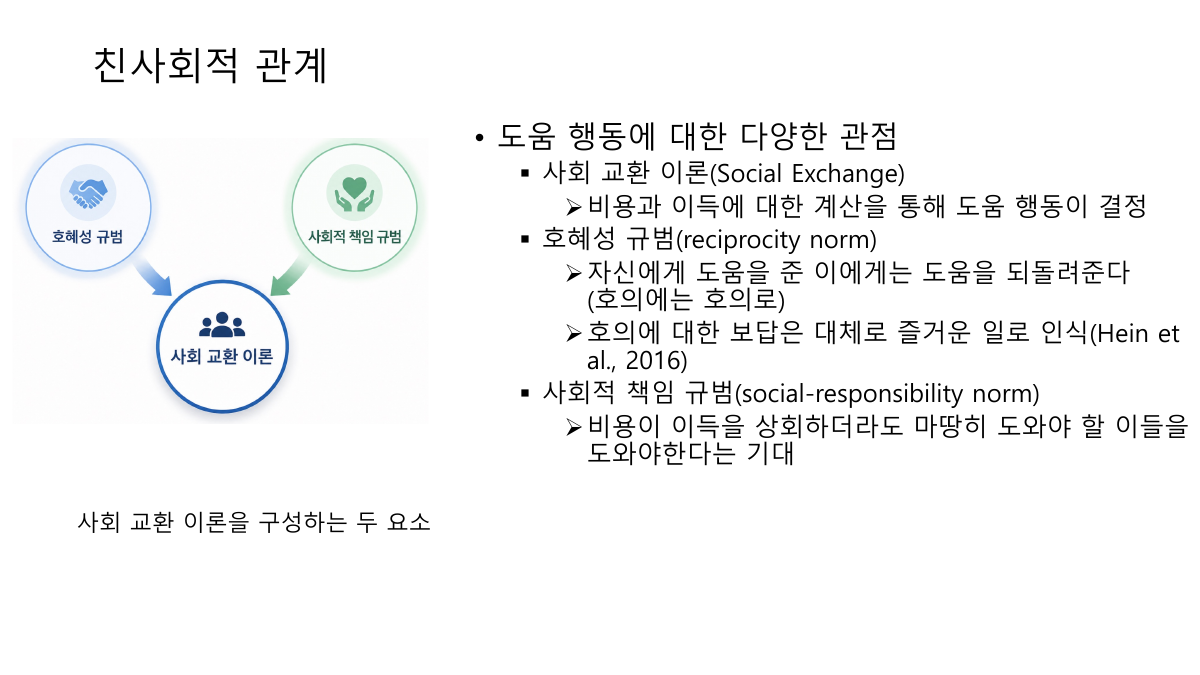 친사회적 관계
호혜성 규범
사회적 책임 규범
사회 교환 이론
사회 교환 이론을 구성하는 두 요소
• 도움 행동에 대한 다양한 관점
▪ 사회 교환 이론(Social Exchange)
➢비용과 이득에 대한 계산을 통해 도움 행동이 결정
▪ 호혜성 규범(reciprocity norm)
➢자신에게 도움을 준 이에게는 도움을 되돌려준다
(호의에는 호의로)
➢호의에 대한 보답은 대체로 즐거운 일로 인식(Hein et
al., 2016)
▪ 사회적 책임 규범(social-responsibility norm)
➢비용이 이득을 상회하더라도 마땅히 도와야 할 이들을
도와야한다는 기대